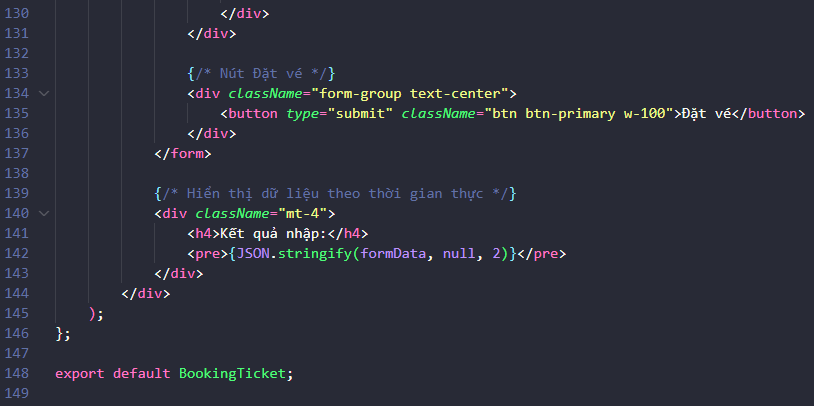 130                     </div>
131                 </div>
132
133                 {/* Nút Đặt vé */}
134                 <div className="form-group text-center">
135                     <button type="submit" className="btn btn-primary w-100">Đặt vé</button>
136                 </div>
137             </form>
138
139             {/* Hiển thị dữ liệu theo thời gian thực */}
140             <div className="mt-4">
141                 <h4>Kết quả nhập:</h4>
142                 <pre>{JSON.stringify(formData, null, 2)}</pre>
143             </div>
144         </div>
145     );
146 };
147
148 export default BookingTicket;
149